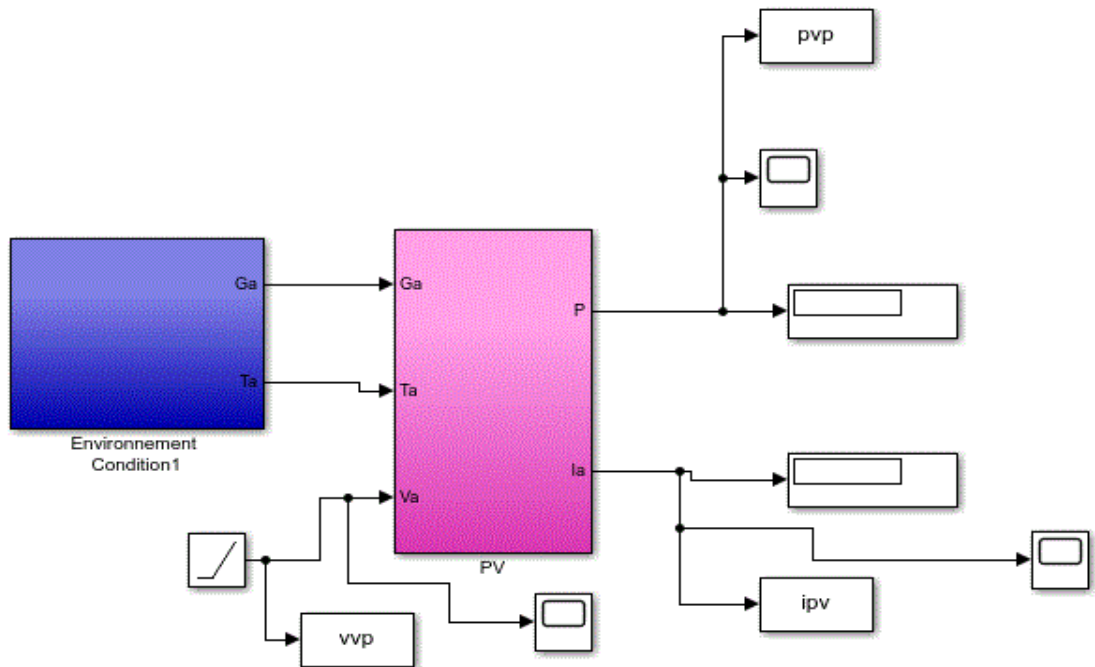 pvp
Ga
Ga
P
Ta
Ta
Environnement
Condition1
Ia
Va
PV
ipv
vvp